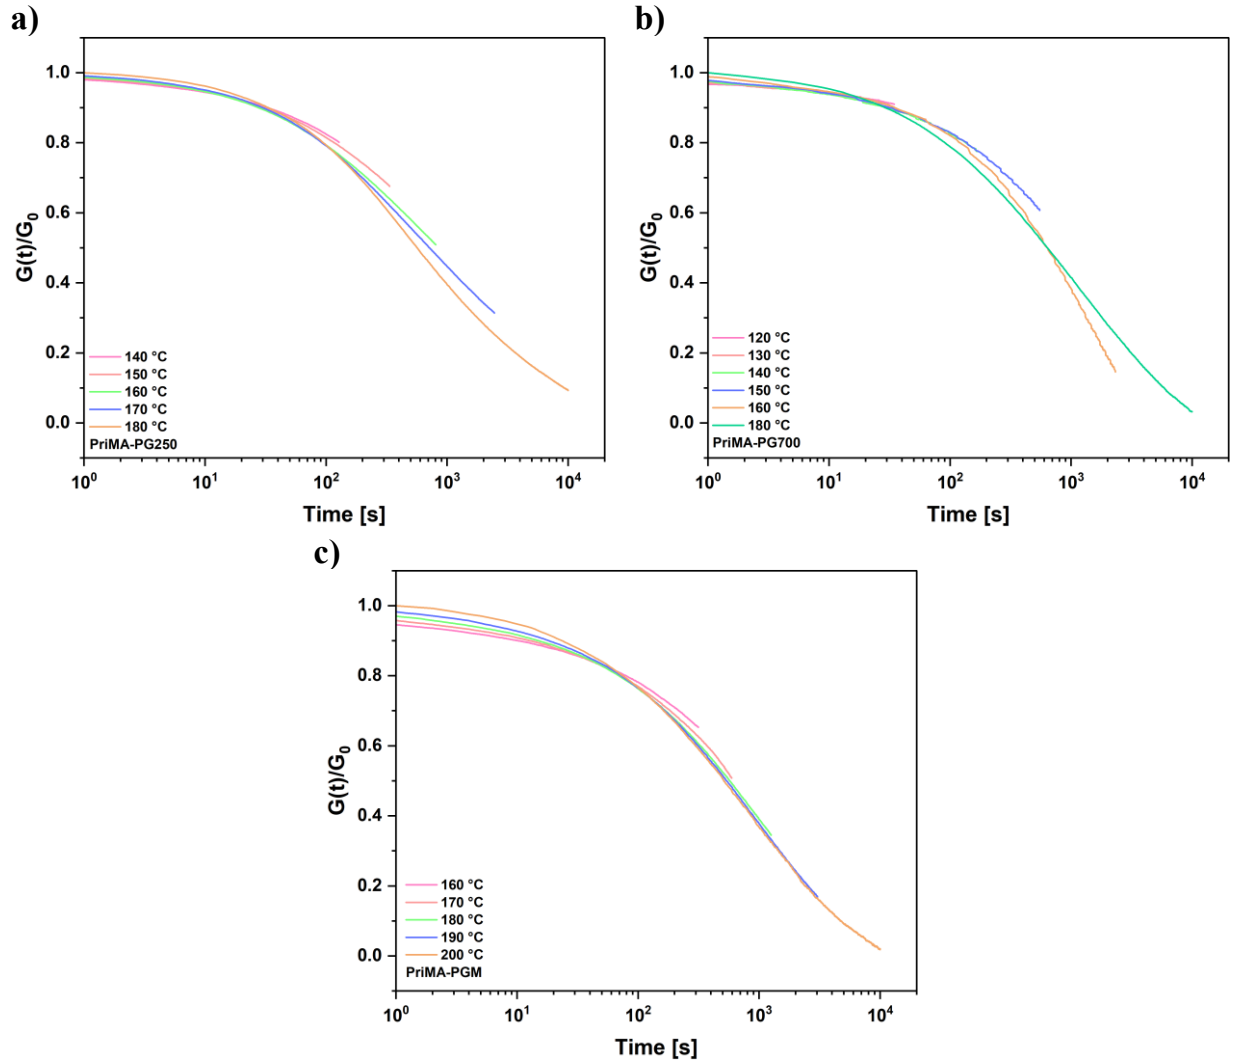 a)
G(t)/G0
1.0
0.8
0.6
0.4
0.2
0.0
140 °C
150 °C
160 °C
170 °C
180 °C
PriMA-PG250
10^0
10^1
10^2
10^3
10^4
Time [s]
b)
G(t)/G0
1.0
0.8
0.6
0.4
0.2
0.0
120 °C
130 °C
140 °C
150 °C
160 °C
180 °C
PriMA-PG700
10^0
10^1
10^2
10^3
10^4
Time [s]
c)
G(t)/G0
1.0
0.8
0.6
0.4
0.2
0.0
160 °C
170 °C
180 °C
190 °C
200 °C
PriMA-PGM
10^0
10^1
10^2
10^3
10^4
Time [s]